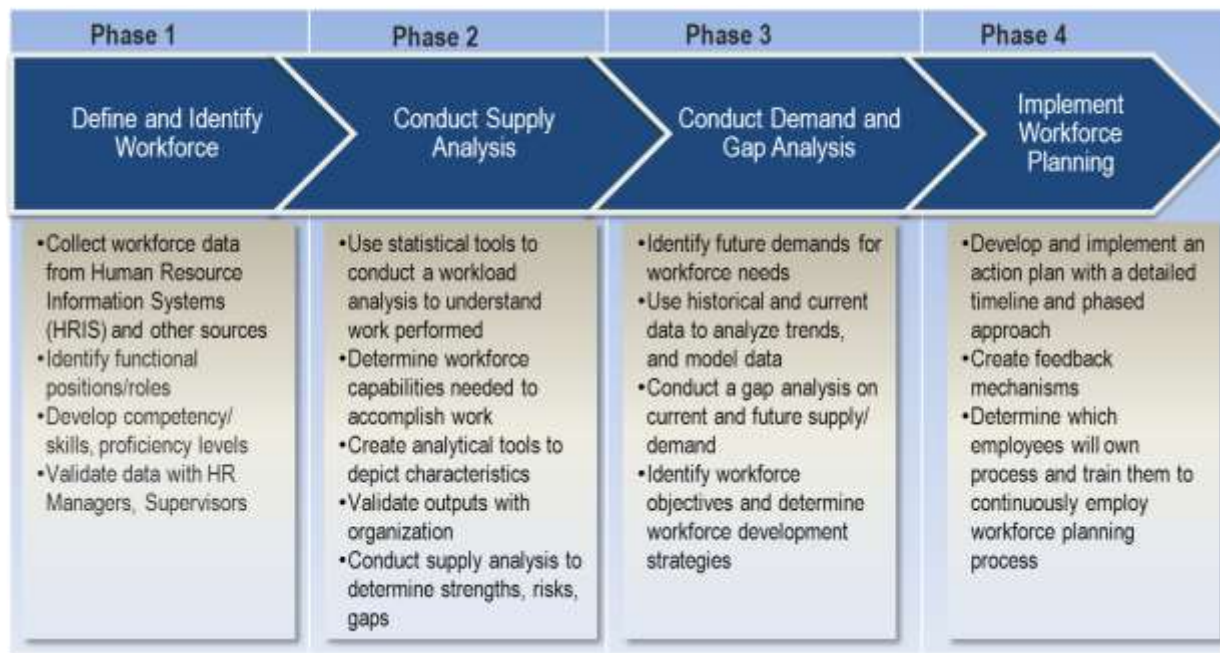 Phase 1
Define and Identify
Workforce
•Collect workforce data
from Human Resource
Information Systems
(HRIS) and other sources
•Identify functional
positions/roles
•Develop competency/
skills, proficiency levels
•Validate data with HR
Managers, Supervisors
Phase 2
Conduct Supply
Analysis
•Use statistical tools to
conduct a workload
analysis to understand
work performed
•Determine workforce
capabilities needed to
accomplish work
•Create analytical tools to
depict characteristics
•Validate outputs with
organization
•Conduct supply analysis to
determine strengths, risks,
gaps
Phase 3
Conduct Demand and
Gap Analysis
•Identify future demands for
workforce needs
•Use historical and current
data to analyze trends,
and model data
•Conduct a gap analysis on
current and future supply/
demand
•Identify workforce
objectives and determine
workforce development
strategies
Phase 4
Implement
Workforce
Planning
•Develop and implement an
action plan with a detailed
timeline and phased
approach
•Create feedback
mechanisms
•Determine which
employees will own
process and train them to
continuously employ
workforce planning
process